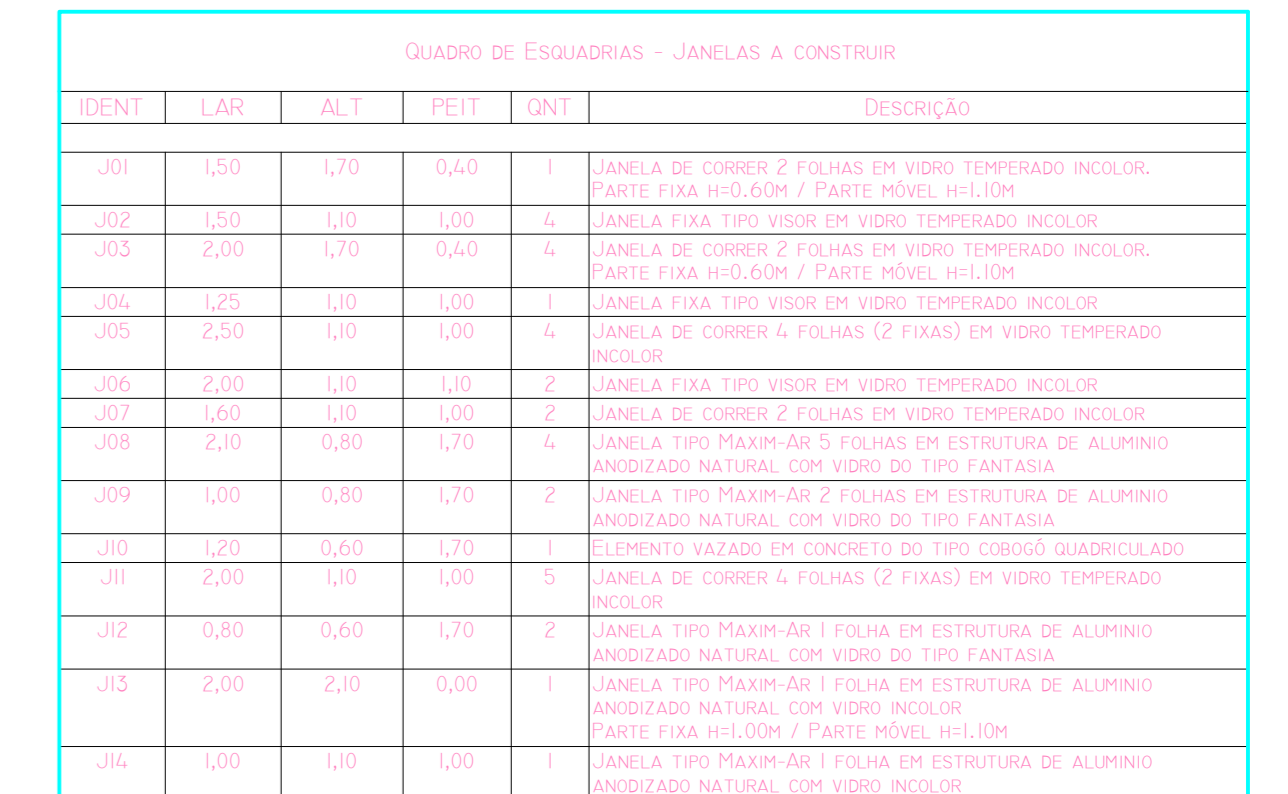 Quadro de Esquadrias - Janelas a construir
IDENT LAR ALT PEIT QNT Descrição
J01 1,50 1,70 0,40 1 Janela de correr 2 folhas em vidro temperado incolor.
Parte fixa h=0.60m / Parte móvel h=1.10m
J02 1,50 1,10 1,00 4 Janela fixa tipo visor em vidro temperado incolor
J03 2,00 1,70 0,40 4 Janela de correr 2 folhas em vidro temperado incolor.
Parte fixa h=0.60m / Parte móvel h=1.10m
J04 1,25 1,10 1,00 1 Janela fixa tipo visor em vidro temperado incolor
J05 2,50 1,10 1,00 4 Janela de correr 4 folhas (2 fixas) em vidro temperado
incolor
J06 2,00 1,10 1,10 2 Janela fixa tipo visor em vidro temperado incolor
J07 1,60 1,10 1,00 2 Janela de correr 2 folhas em vidro temperado incolor
J08 2,10 0,80 1,70 4 Janela tipo Maxim-Ar 5 folhas em estrutura de aluminio
anodizado natural com vidro do tipo fantasia
J09 1,00 0,80 1,70 2 Janela tipo Maxim-Ar 2 folhas em estrutura de aluminio
anodizado natural com vidro do tipo fantasia
J10 1,20 0,60 1,70 1 Elemento vazado em concreto do tipo cobogó quadriculado
J11 2,00 1,10 1,00 5 Janela de correr 4 folhas (2 fixas) em vidro temperado
incolor
J12 0,80 0,60 1,70 2 Janela tipo Maxim-Ar 1 folha em estrutura de aluminio
anodizado natural com vidro do tipo fantasia
J13 2,00 2,10 0,00 1 Janela tipo Maxim-Ar 1 folha em estrutura de aluminio
anodizado natural com vidro incolor
Parte fixa h=1.00m / Parte móvel h=1.10m
J14 1,00 1,10 1,00 1 Janela tipo Maxim-Ar 1 folha em estrutura de aluminio
anodizado natural com vidro incolor